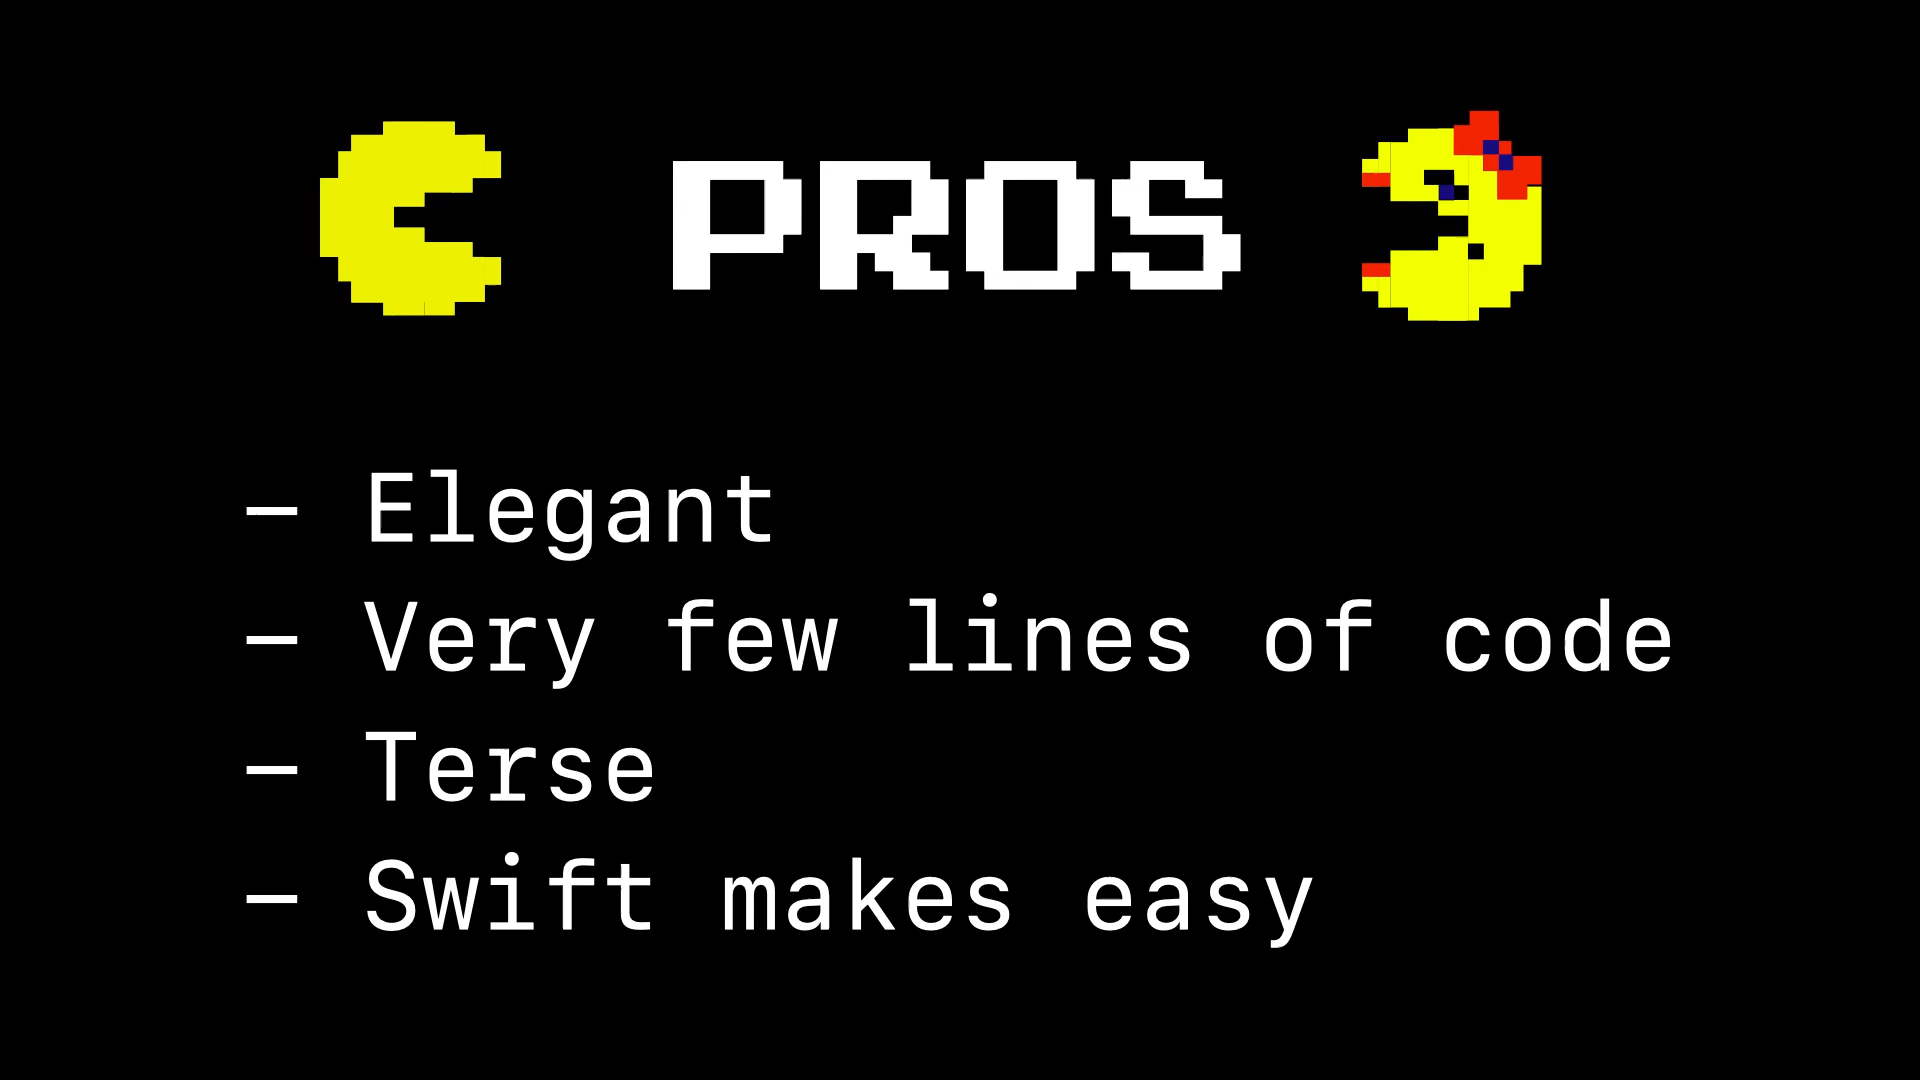 PROS
— Elegant
— Very few lines of code
— Terse
— Swift makes easy